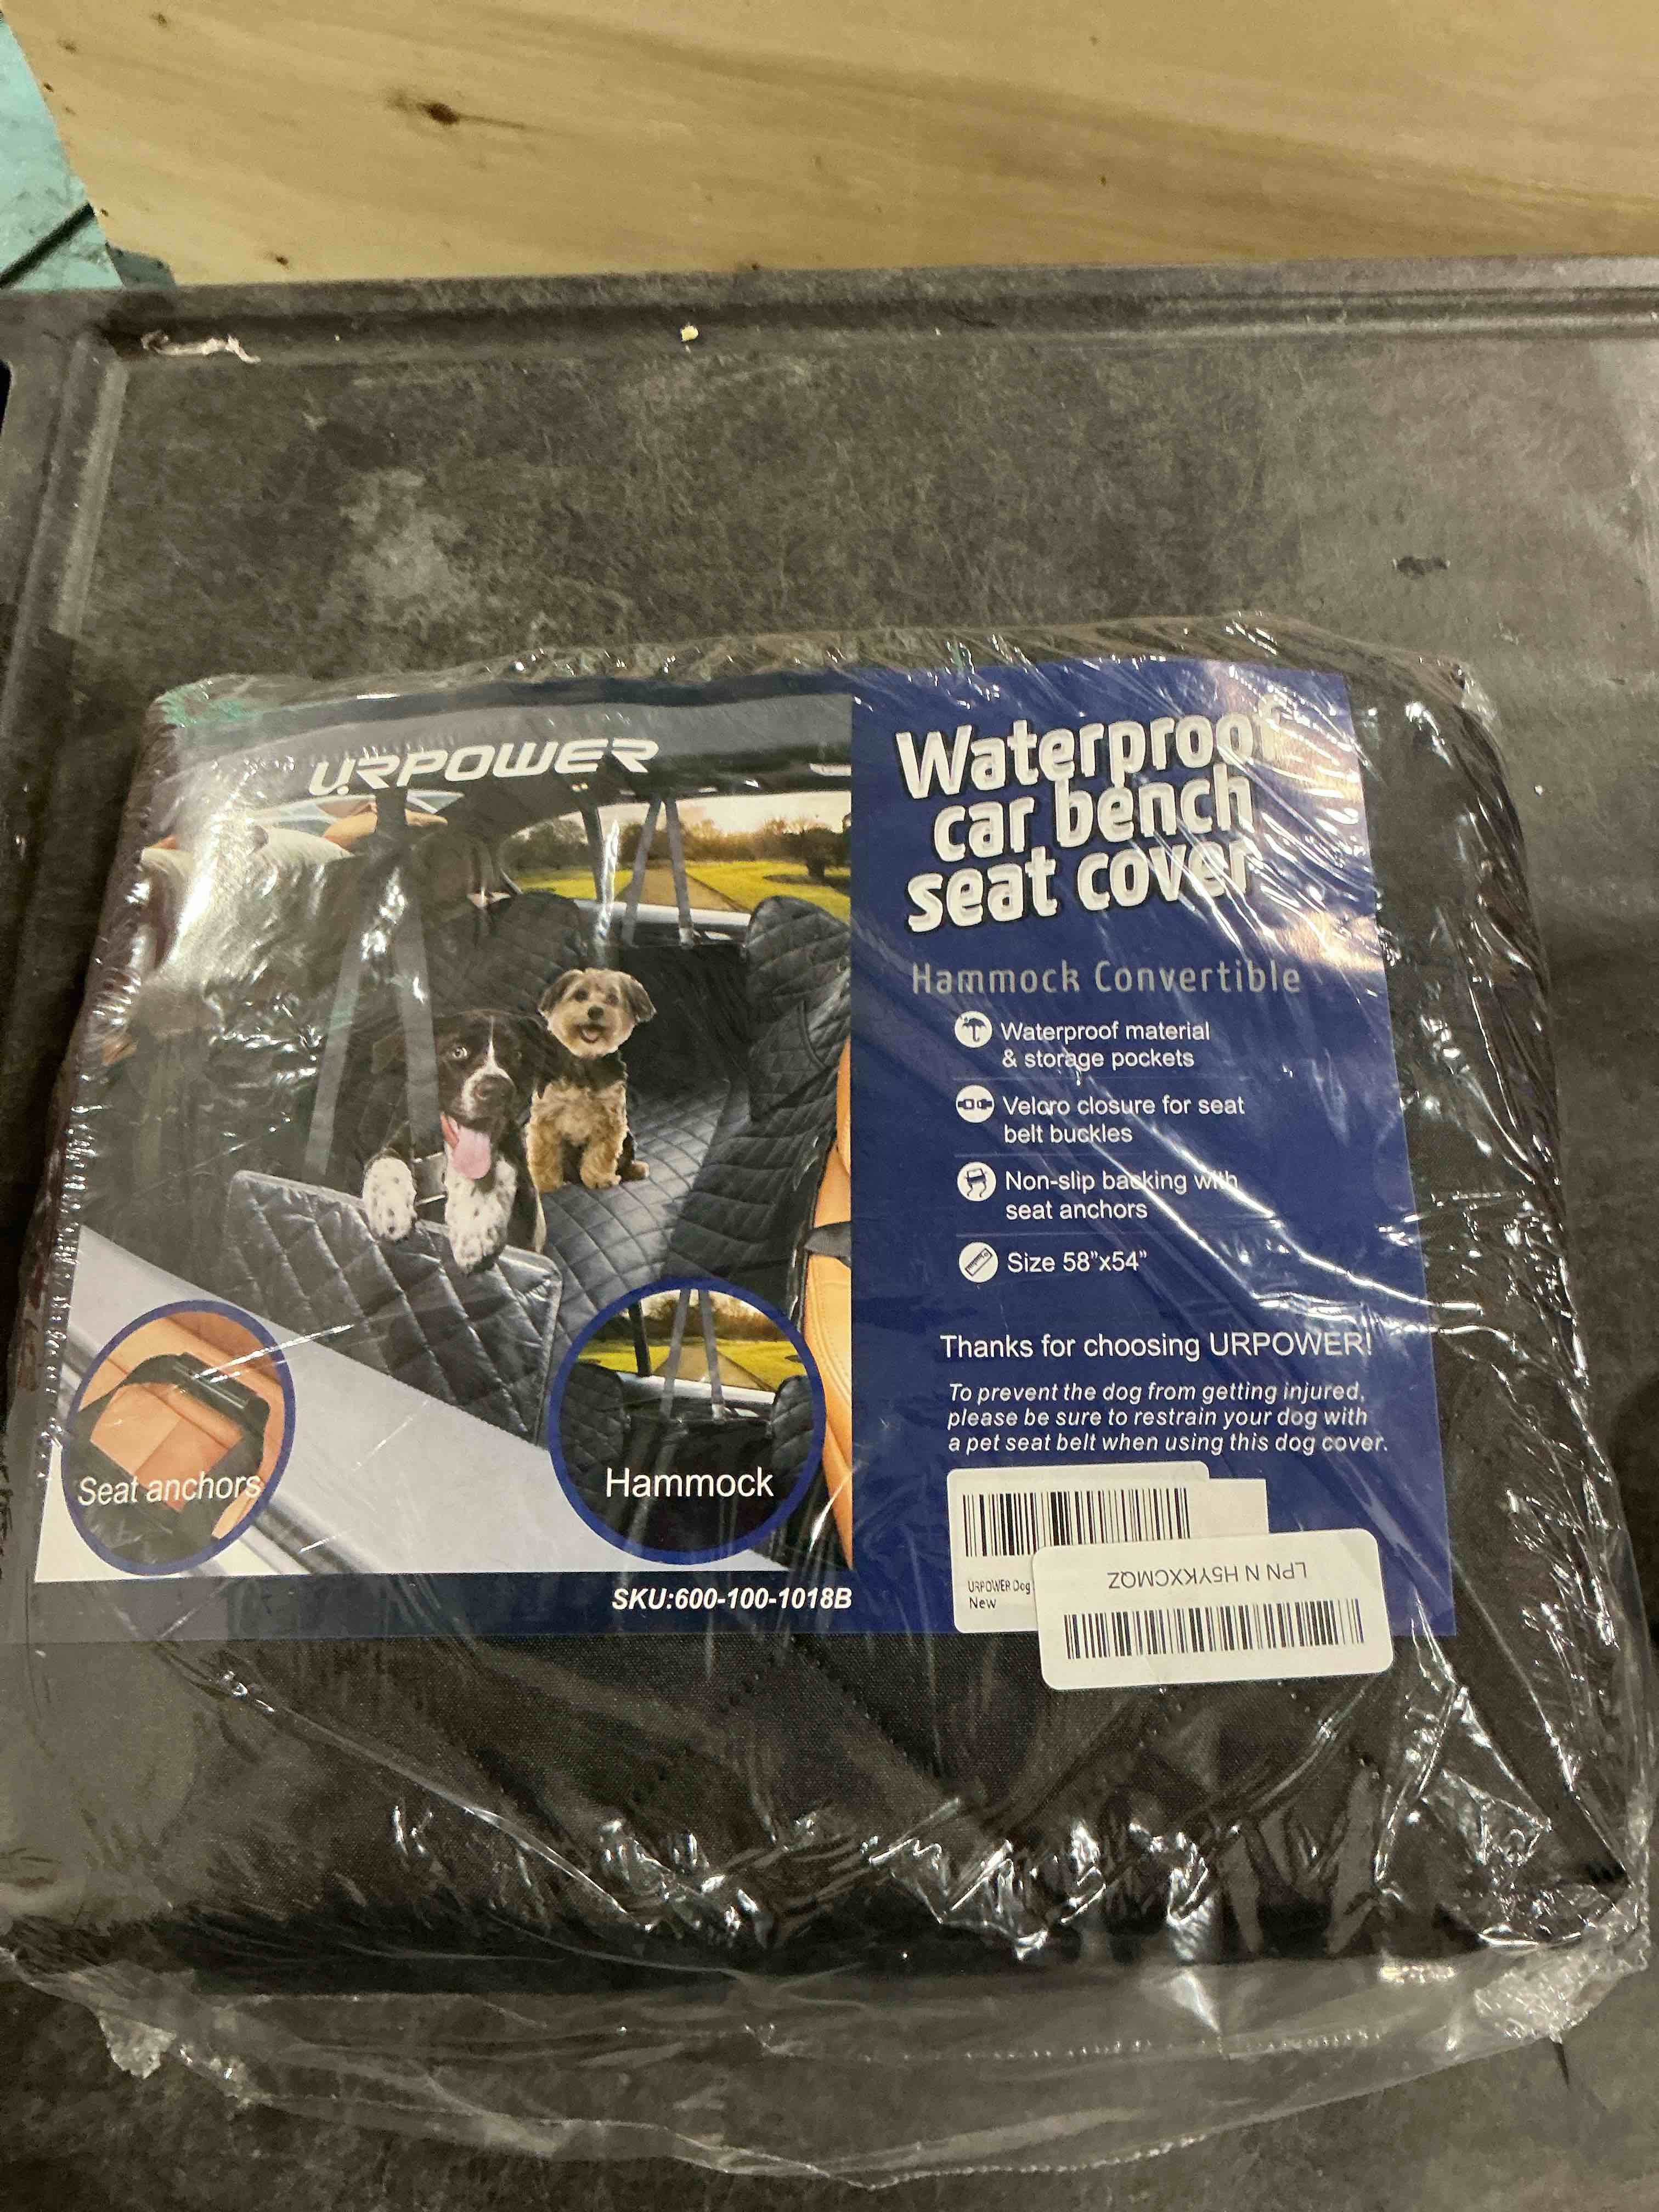 URPOWER
Waterproof
car bench
seat cover
Hammock Convertible
Waterproof material
& storage pockets
Velcro closure for seat
belt buckles
Non-slip backing with
seat anchors
Size 58"x54"
Thanks for choosing URPOWER!
To prevent the dog from getting injured,
please be sure to restrain your dog with
a pet seat belt when using this dog cover.
Seat anchors
Hammock
SKU:600-100-1018B
URPOWER Dog
New
LPN N H5YKXCMQZ